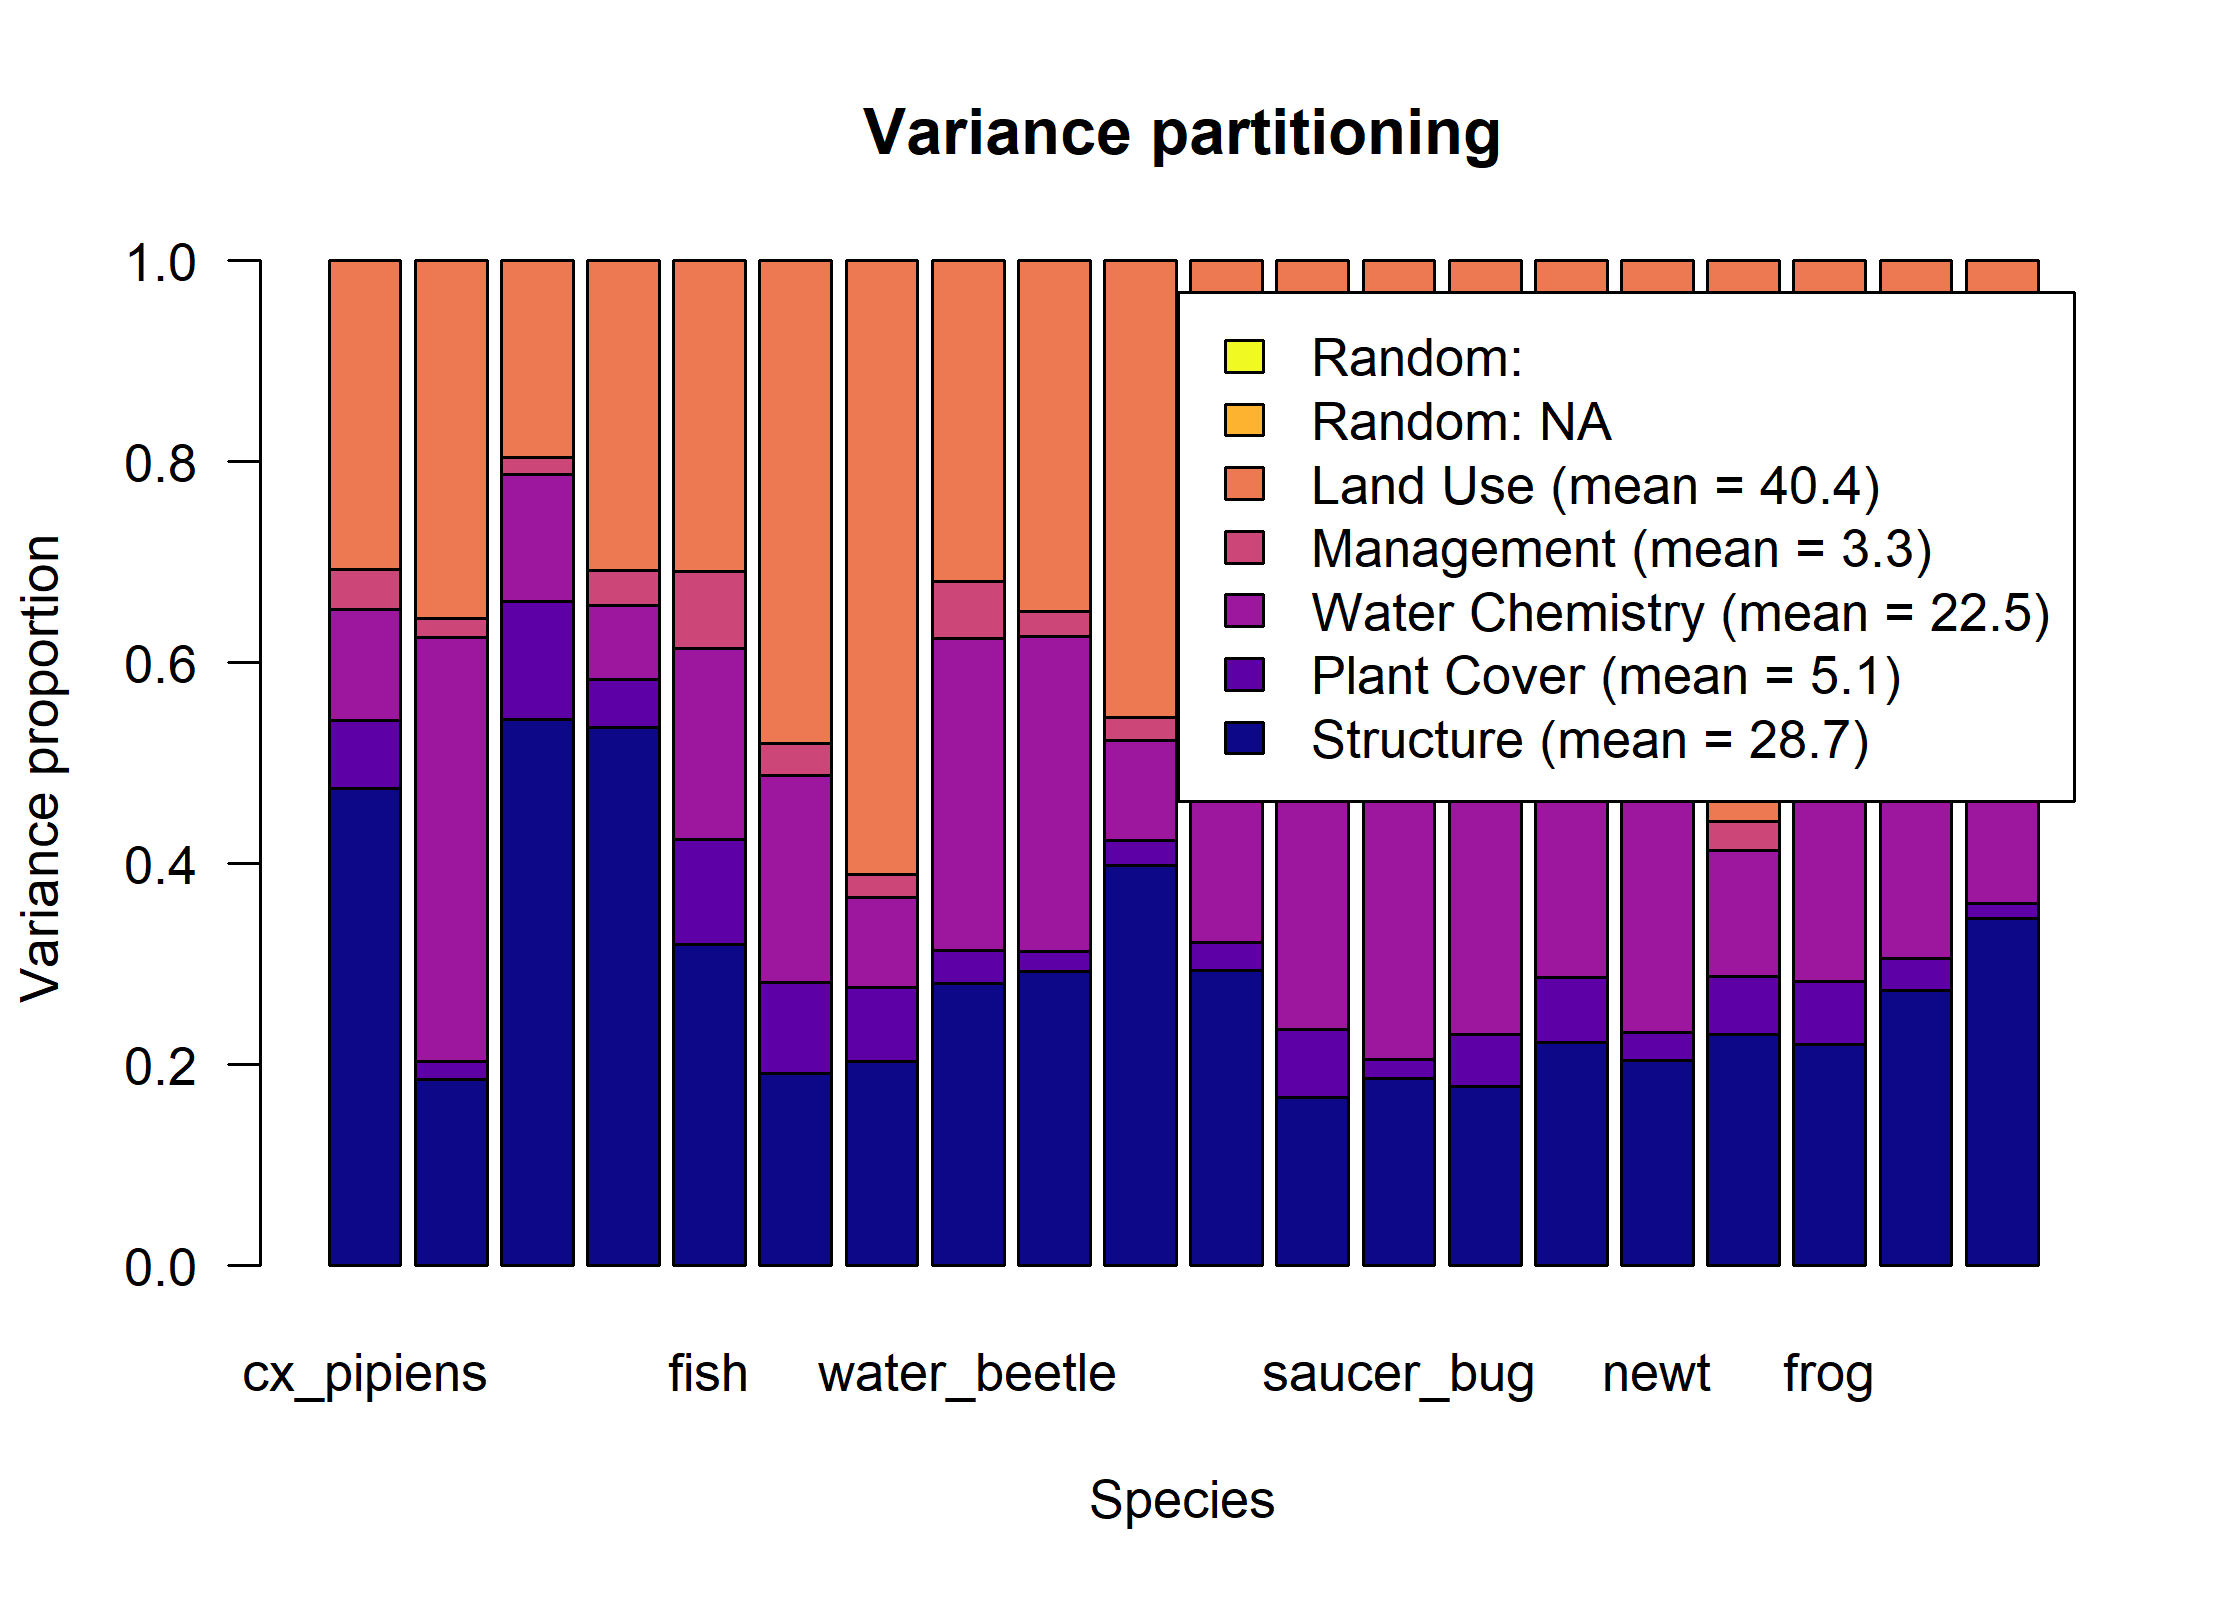 Variance partitioning
1.0
0.8
0.6
0.4
0.2
0.0
Variance proportion
Random:
Random: NA
Land Use (mean = 40.4)
Management (mean = 3.3)
Water Chemistry (mean = 22.5)
Plant Cover (mean = 5.1)
Structure (mean = 28.7)
cx_pipiens fish water_beetle saucer_bug newt frog
Species